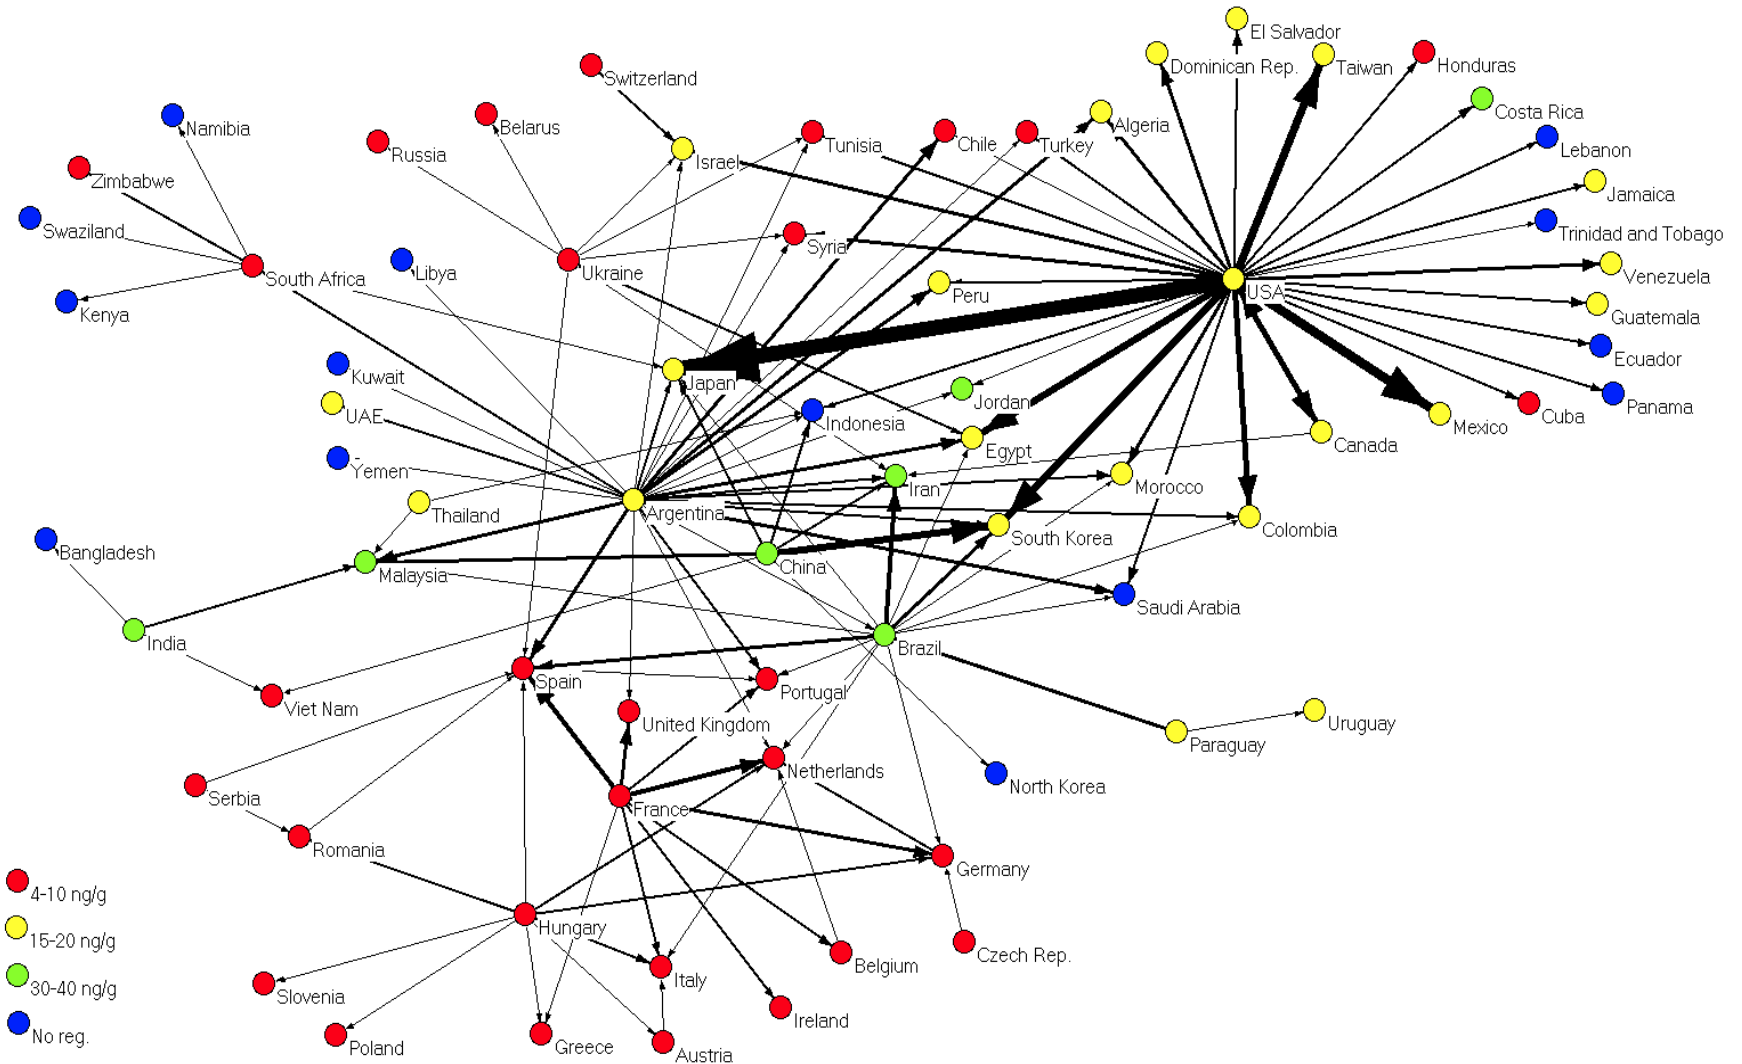 El Salvador
Dominican Rep.
Taiwan
Honduras
Switzerland
Costa Rica
Namibia
Belarus
Algeria
Russia
Israel
Tunisia
Chile
Turkey
Lebanon
Zimbabwe
Jamaica
Swaziland
Syria
Trinidad and Tobago
South Africa
Libya
Ukraine
Peru
USA
Venezuela
Kenya
Guatemala
Kuwait
Japan
Ecuador
UAE
Indonesia
Jordan
Cuba
Panama
Mexico
Canada
Yemen
Egypt
Iran
Morocco
Thailand
Argentina
South Korea
Colombia
Bangladesh
Malaysia
China
Saudi Arabia
India
Brazil
Spain
Portugal
Viet Nam
United Kingdom
Uruguay
Paraguay
Netherlands
North Korea
Serbia
France
Romania
Germany
4-10 ng/g
Hungary
15-20 ng/g
Italy
Belgium
Czech Rep.
30-40 ng/g
Slovenia
Ireland
No reg.
Poland
Greece
Austria